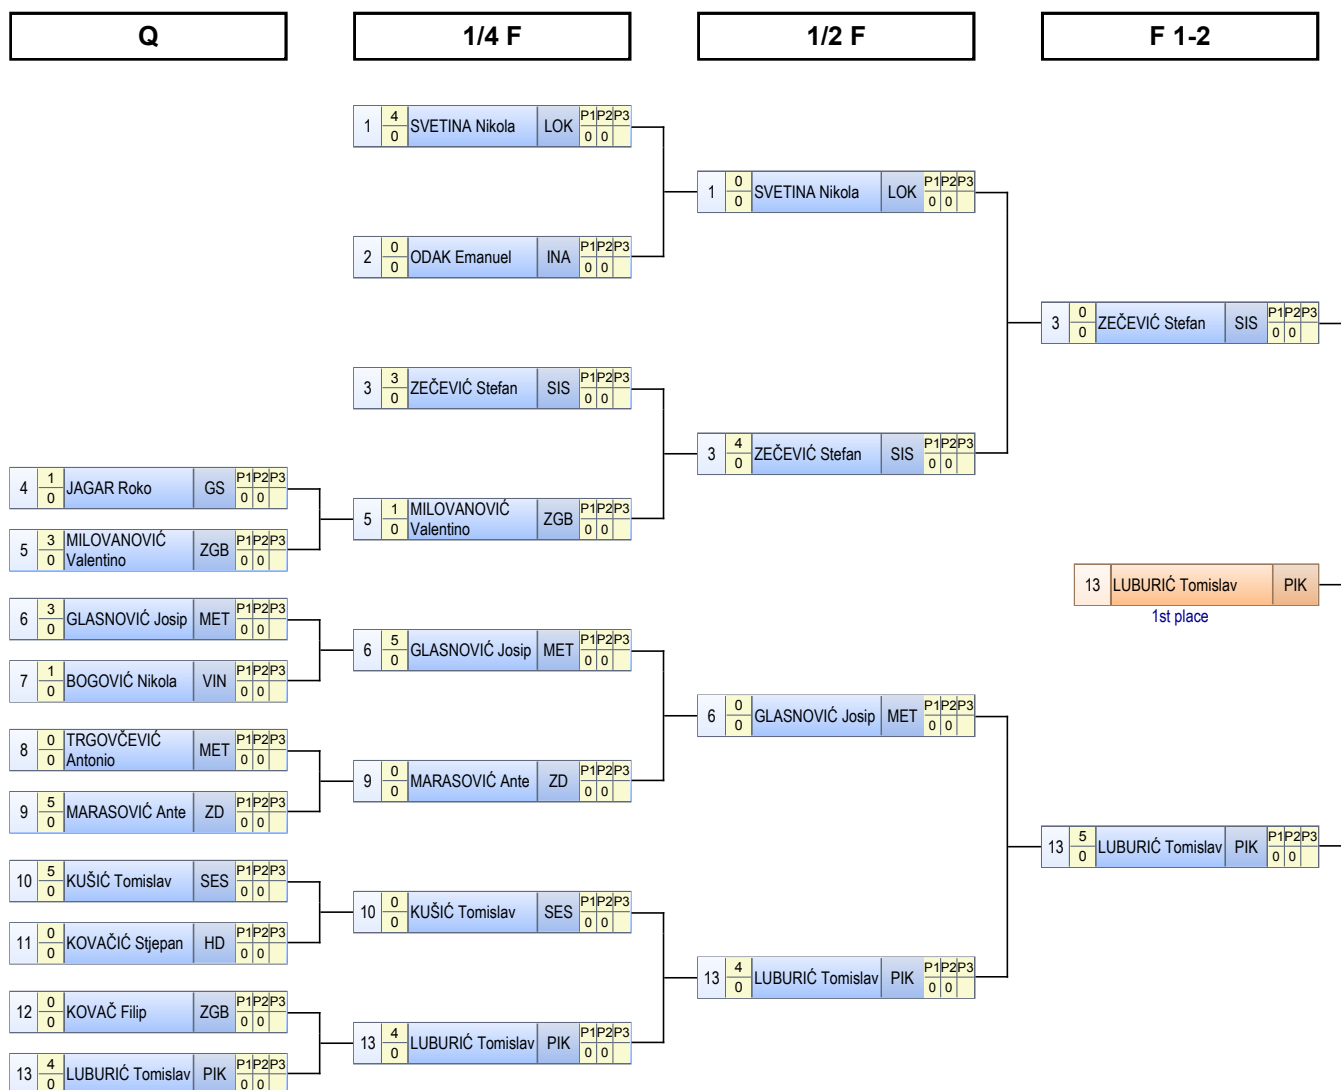 Q 1/4 F 1/2 F F 1-2
1 4 0 SVETINA Nikola LOK P1 P2 P3 0 0
1 0 0 SVETINA Nikola LOK P1 P2 P3 0 0
2 0 0 ODAK Emanuel INA P1 P2 P3 0 0
3 0 0 ZEČEVIĆ Stefan SIS P1 P2 P3 0 0
3 3 0 ZEČEVIĆ Stefan SIS P1 P2 P3 0 0
3 4 0 ZEČEVIĆ Stefan SIS P1 P2 P3 0 0
4 1 0 JAGAR Roko GS P1 P2 P3 0 0
5 1 0 MILOVANOVIĆ Valentino ZGB P1 P2 P3 0 0
5 3 0 MILOVANOVIĆ Valentino ZGB P1 P2 P3 0 0
13 LUBURIĆ Tomislav PIK
1st place
6 3 0 GLASNOVIĆ Josip MET P1 P2 P3 0 0
6 5 0 GLASNOVIĆ Josip MET P1 P2 P3 0 0
7 1 0 BOGOVIĆ Nikola VIN P1 P2 P3 0 0
6 0 0 GLASNOVIĆ Josip MET P1 P2 P3 0 0
8 0 0 TRGOVČEVIĆ Antonio MET P1 P2 P3 0 0
9 0 0 MARASOVIĆ Ante ZD P1 P2 P3 0 0
9 5 0 MARASOVIĆ Ante ZD P1 P2 P3 0 0
13 5 0 LUBURIĆ Tomislav PIK P1 P2 P3 0 0
10 5 0 KUŠIĆ Tomislav SES P1 P2 P3 0 0
10 0 0 KUŠIĆ Tomislav SES P1 P2 P3 0 0
11 0 0 KOVAČIĆ Stjepan HD P1 P2 P3 0 0
13 4 0 LUBURIĆ Tomislav PIK P1 P2 P3 0 0
12 0 0 KOVAČ Filip ZGB P1 P2 P3 0 0
13 4 0 LUBURIĆ Tomislav PIK P1 P2 P3 0 0
13 4 0 LUBURIĆ Tomislav PIK P1 P2 P3 0 0